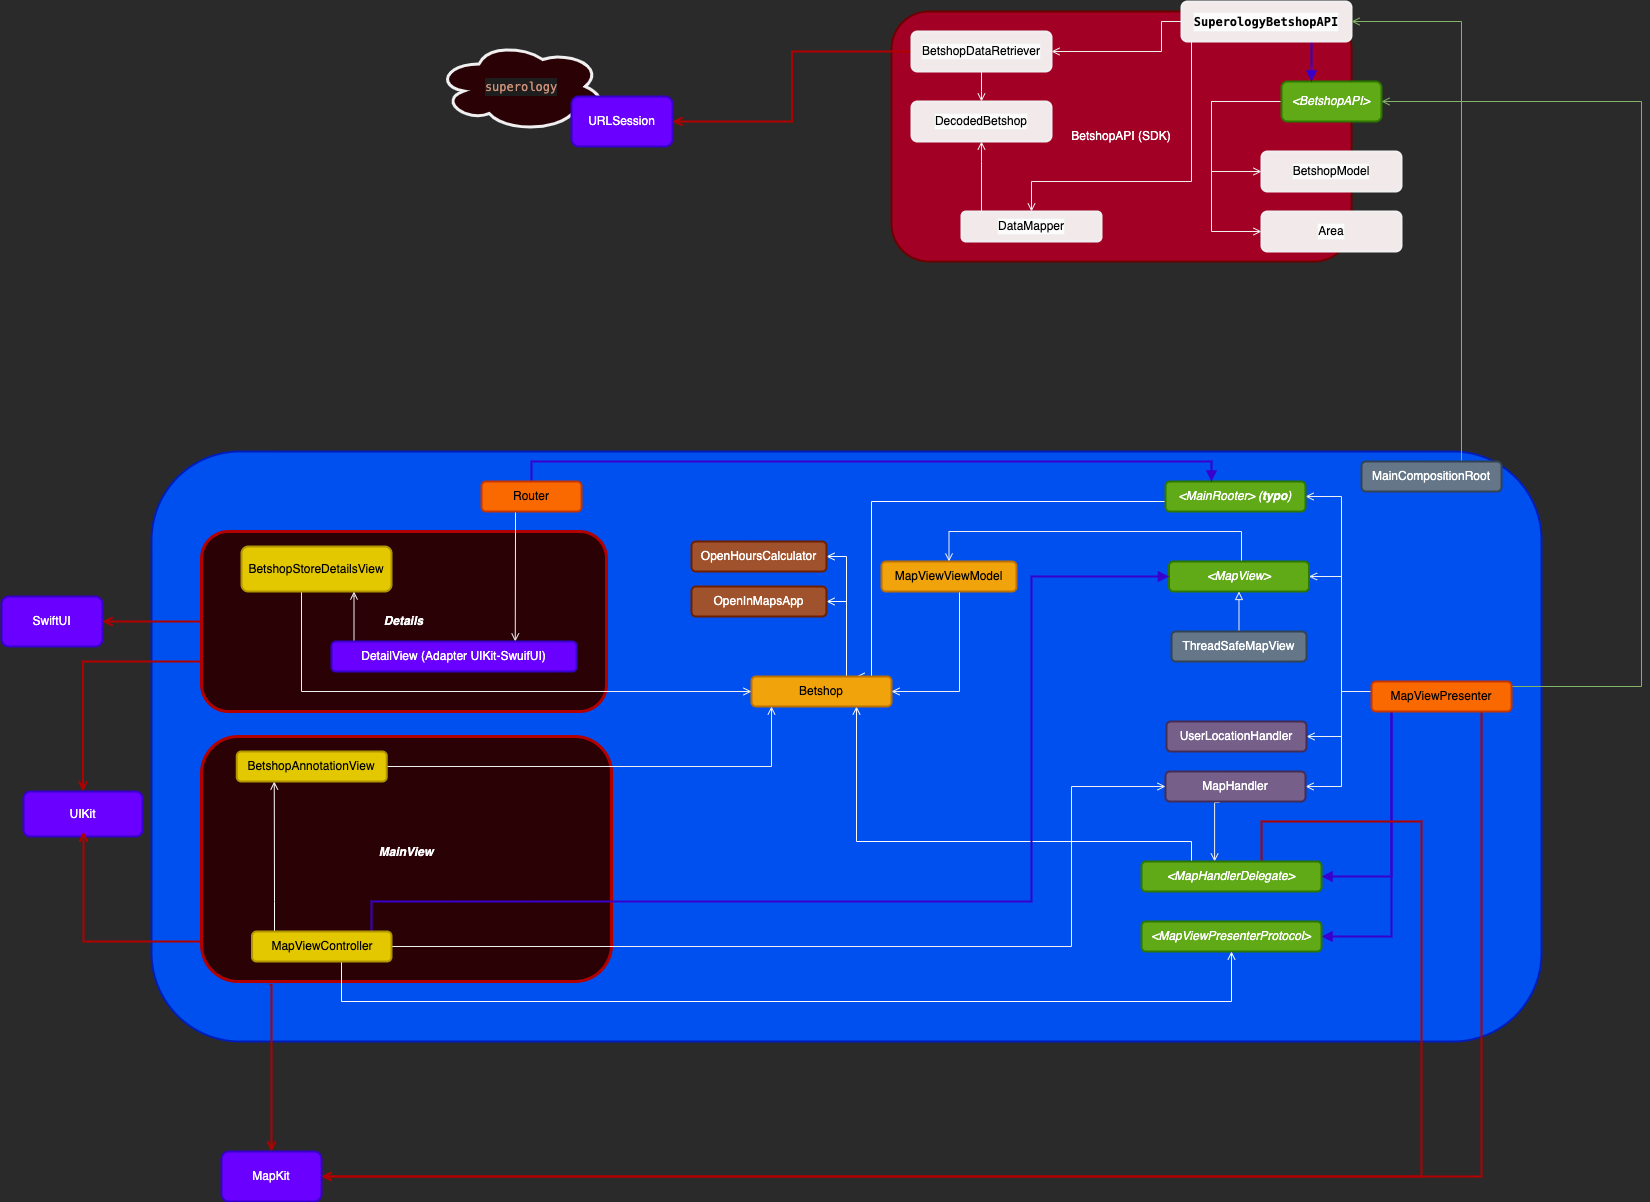 SuperologyBetshopAPI
BetshopDataRetriever
superology
URLSession
<BetshopAPI>
DecodedBetshop
BetshopAPI (SDK)
BetshopModel
DataMapper
Area
MainCompositionRoot
Router
<MainRooter> (typo)
OpenHoursCalculator
BetshopStoreDetailsView
MapViewViewModel
<MapView>
OpenInMapsApp
SwiftUI
Details
ThreadSafeMapView
DetailView (Adapter UIKit-SwuifUI)
Betshop
MapViewPresenter
UserLocationHandler
BetshopAnnotationView
MapHandler
UIKit
MainView
<MapHandlerDelegate>
<MapViewPresenterProtocol>
MapViewController
MapKit